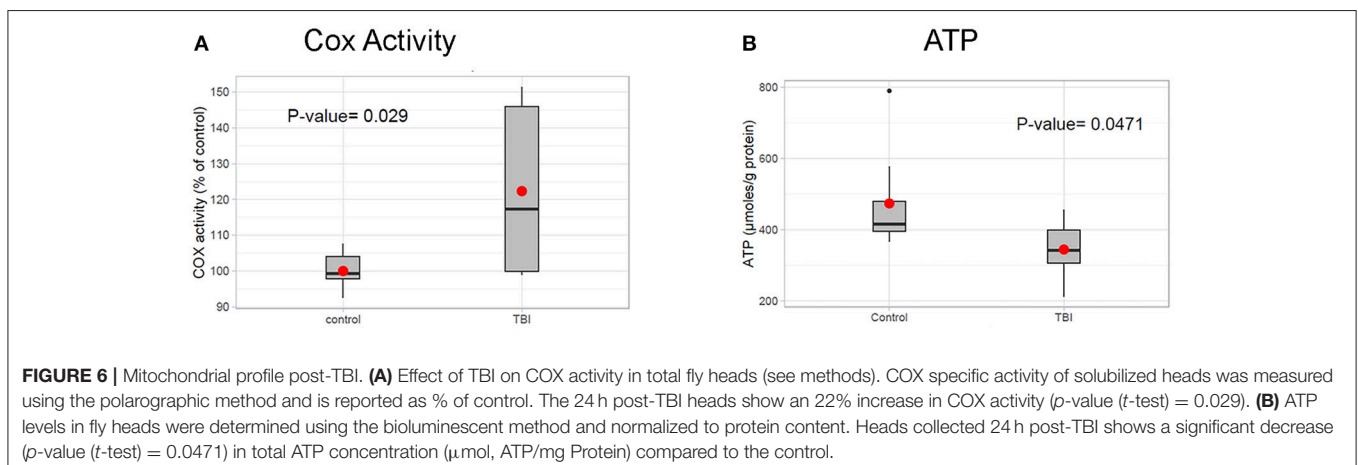 A Cox Activity
B ATP
P-value= 0.029
COX activity (% of control)
150
140
130
120
110
100
90
control TBI
P-value= 0.0471
ATP (µmoles/g protein)
800
600
400
200
Control TBI
FIGURE 6 | Mitochondrial profile post-TBI. (A) Effect of TBI on COX activity in total fly heads (see methods). COX specific activity of solubilized heads was measured
using the polarographic method and is reported as % of control. The 24 h post-TBI heads show an 22% increase in COX activity (p-value (t-test) = 0.029). (B) ATP
levels in fly heads were determined using the bioluminescent method and normalized to protein content. Heads collected 24 h post-TBI shows a significant decrease
(p-value (t-test) = 0.0471) in total ATP concentration (µmol, ATP/mg Protein) compared to the control.